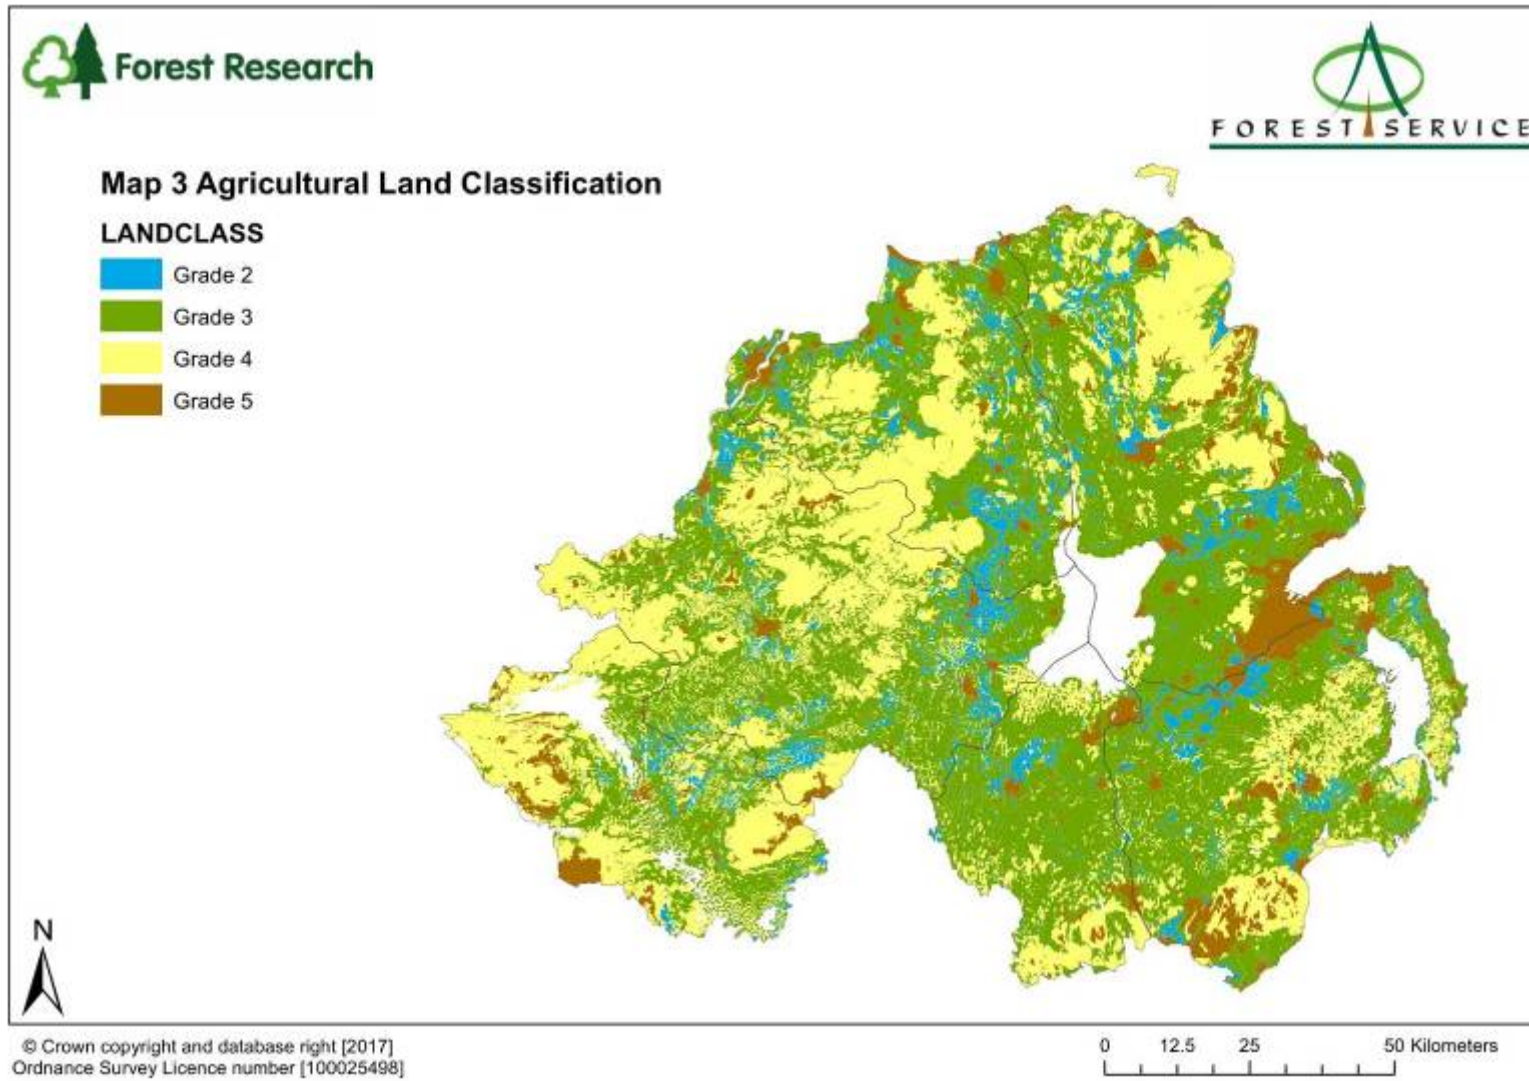 Forest Research
FOREST SERVICE
Map 3 Agricultural Land Classification
LANDCLASS
Grade 2
Grade 3
Grade 4
Grade 5
N
© Crown copyright and database right [2017]
Ordnance Survey Licence number [100025498]
0 12.5 25 50 Kilometers